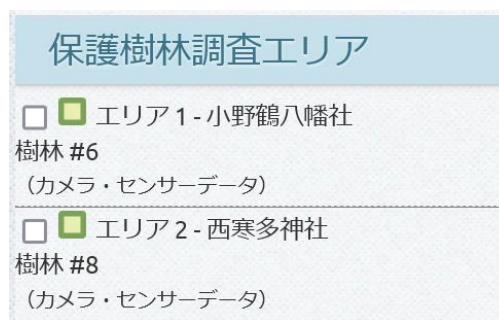 保護樹林調査エリア
エリア 1 - 小野鶴八幡社
樹林 #6
（カメラ・センサーデータ）
エリア 2 - 西寒多神社
樹林 #8
（カメラ・センサーデータ）